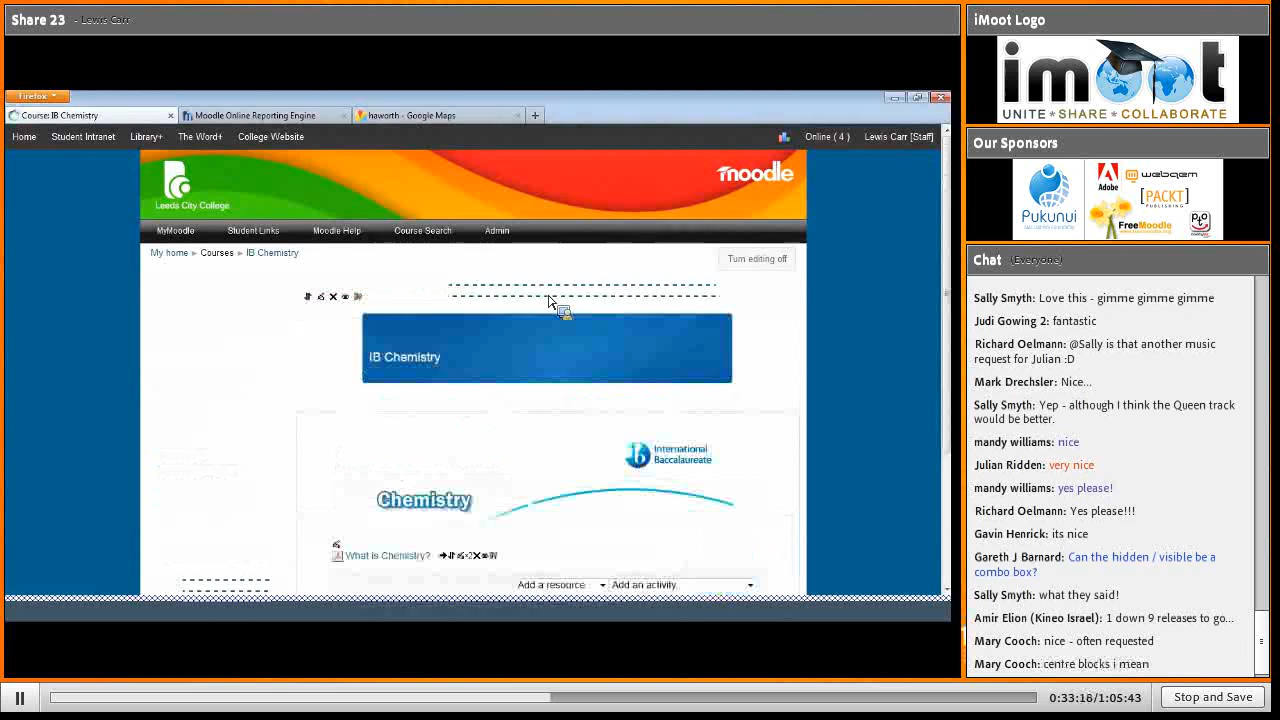 Share 23 - Lewis Carr
firefox
Course: IB Chemistry
Moodle Online Reporting Engine
haworth - Google Maps
Home Student Intranet Library+ The Word+ College Website
Online ( 4 ) Lewis Carr [Staff]
Leeds City College
moodle
MyMoodle Student Links Moodle Help Course Search Admin
My home ► Courses ► IB Chemistry
Turn editing off
IB Chemistry
International
Baccalaureate
Chemistry
What is Chemistry?
Add a resource
Add an activity
iMoot Logo
imoot
UNITE * SHARE * COLLABORATE
Our Sponsors
Pukunui
Adobe
webqem
[PACKT]
PUBLISHING
FreeMoodle
Chat (Everyone)
Sally Smyth: Love this - gimme gimme gimme
Judi Gowing 2: fantastic
Richard Oelmann: @Sally is that another music
request for Julian :D
Mark Drechsler: Nice...
Sally Smyth: Yep - although I think the Queen track
would be better.
mandy williams: nice
Julian Ridden: very nice
mandy williams: yes please!
Richard Oelmann: Yes please!!!
Gavin Henrick: its nice
Gareth J Barnard: Can the hidden / visible be a
combo box?
Sally Smyth: what they said!
Amir Elion (Kineo Israel): 1 down 9 releases to go...
Mary Cooch: nice - often requested
Mary Cooch: centre blocks i mean
0:33:16/1:05:43
Stop and Save